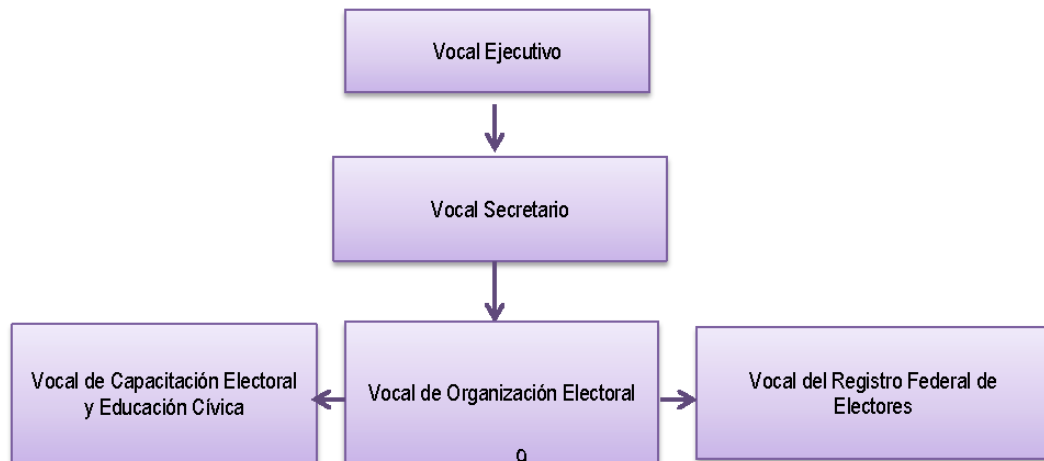 Vocal Ejecutivo
Vocal Secretario
Vocal de Capacitación Electoral
y Educación Cívica
Vocal de Organización Electoral
Vocal del Registro Federal de
Electores
9